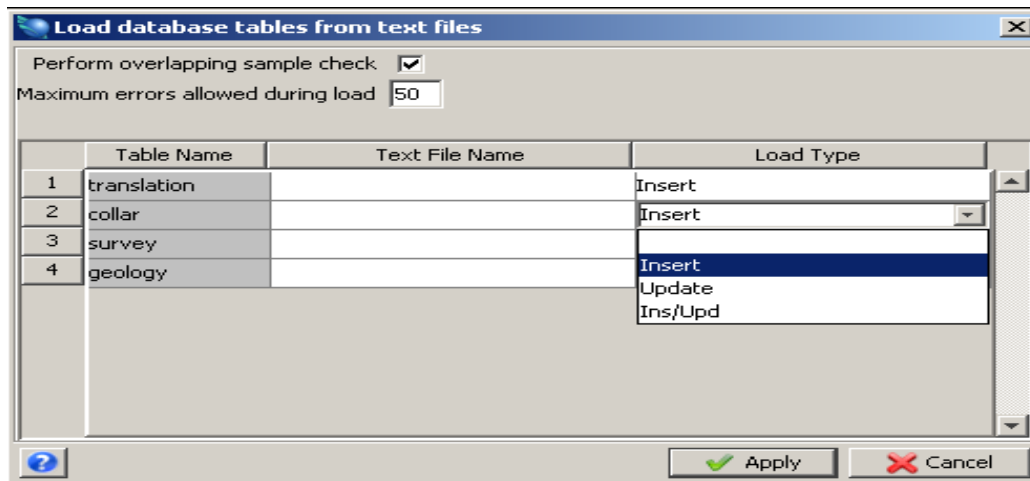 Load database tables from text files
Perform overlapping sample check
Maximum errors allowed during load 50
Table Name Text File Name Load Type
1 translation Insert
2 collar Insert
3 survey
4 geology
Insert
Update
Ins/Upd
? Apply Cancel